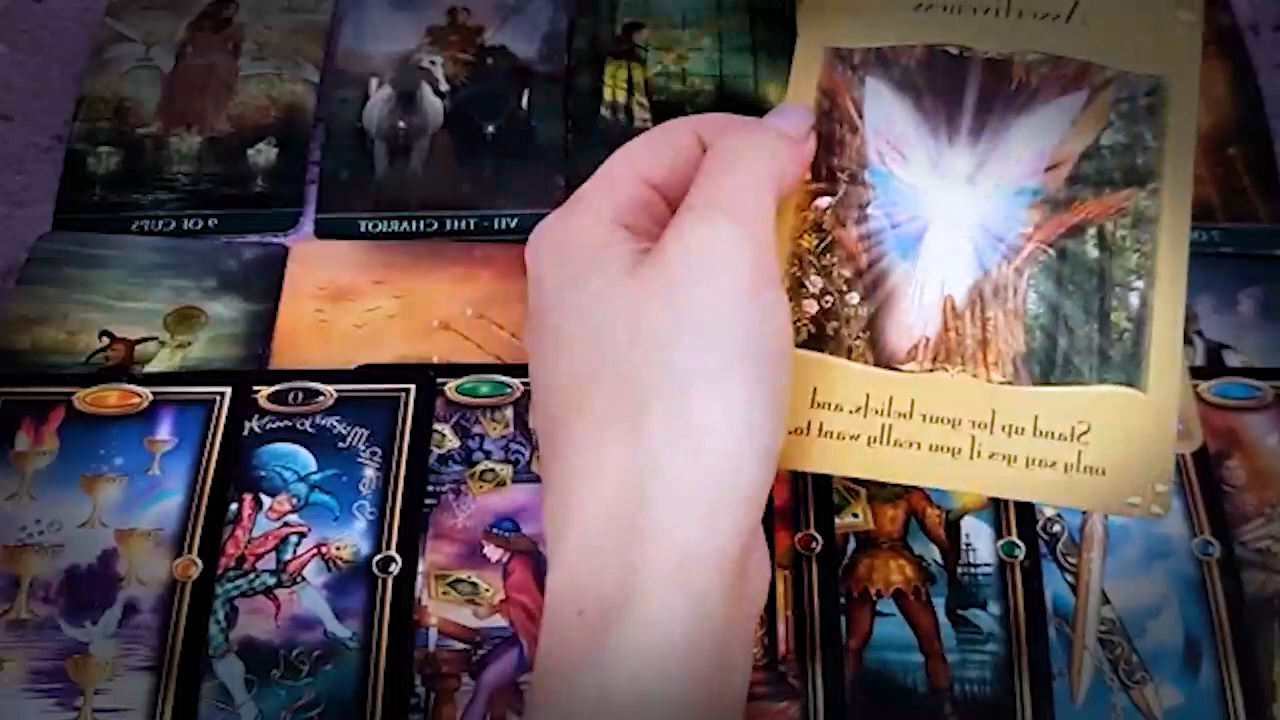 Assertiveness
9 OF CUPS
VII - THE CHARIOT
Stand up for your beliefs, and
only say yes if you really want to.
0